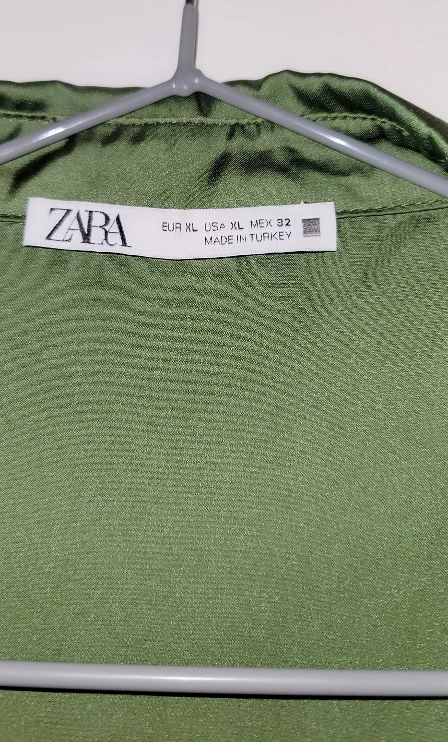 ZARA
EUR XL USA XL MEX 32
MADE IN TURKEY